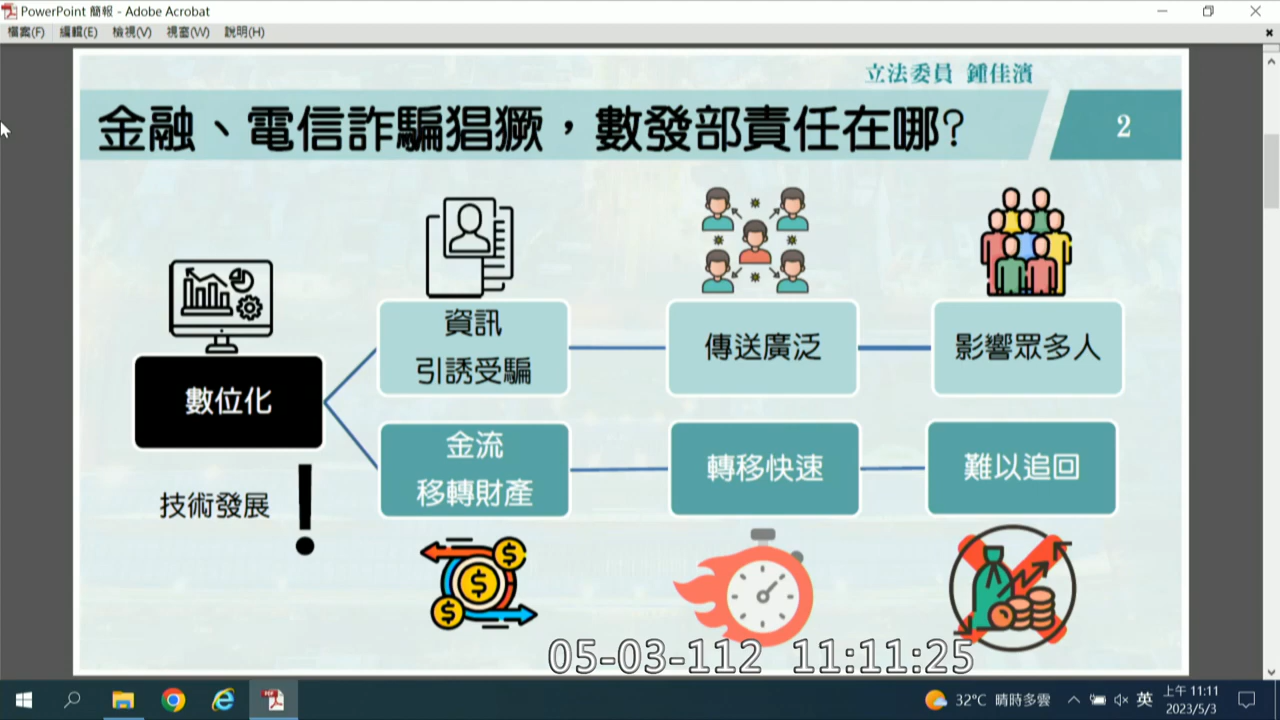 PowerPoint 簡報 - Adobe Acrobat
檔案(F) 編輯(E) 檢視(V) 視窗(W) 說明(H)
立法委員 鍾佳濱
金融、電信詐騙猖獗，數發部責任在哪?
2
數位化
技術發展
資訊
引誘受騙
傳送廣泛
影響眾多人
金流
移轉財產
轉移快速
難以追回
05-03-112 11:11:25
32°C 晴時多雲
英
上午 11:11
2023/5/3